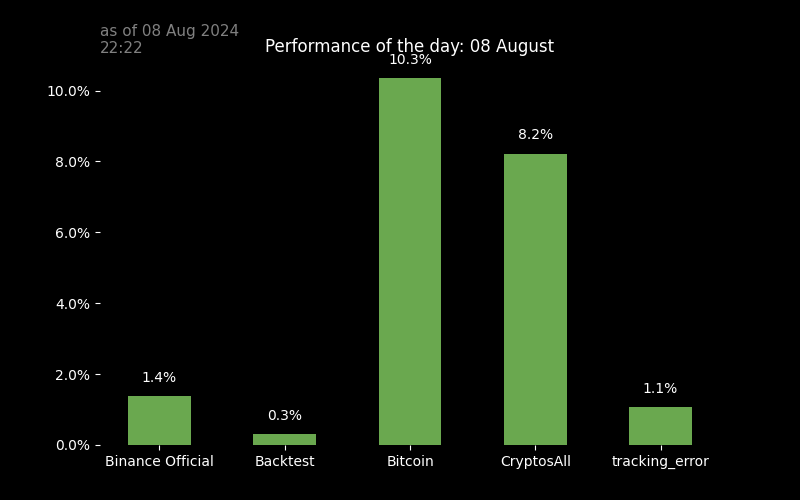 as of 08 Aug 2024
22:22
Performance of the day: 08 August
10.3%
10.0%
8.2%
8.0%
6.0%
4.0%
2.0%
1.4%
1.1%
0.3%
0.0%
Binance Official
Backtest
Bitcoin
CryptosAll
tracking_error